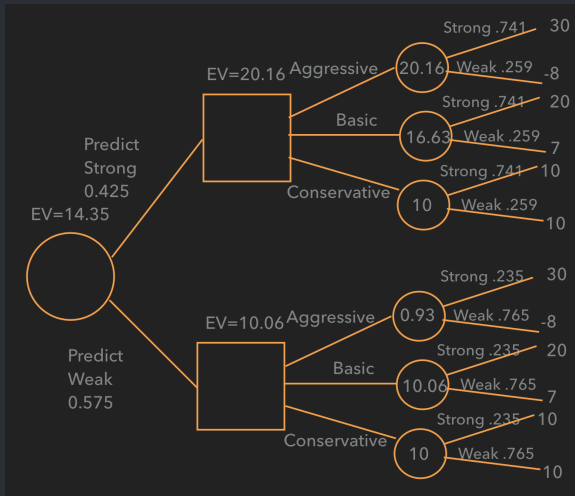 Strong .741 30
EV=20.16 Aggressive 20.16 Weak .259 -8
Strong .741 20
Basic 16.63 Weak .259 7
Predict
Strong
0.425
Strong .741 10
Conservative 10 Weak .259 10
EV=14.35
Strong .235 30
EV=10.06 Aggressive 0.93 Weak .765 -8
Strong .235 20
Predict
Weak
0.575
Basic 10.06 Weak .765 7
Strong .235 10
Conservative 10 Weak .765 10